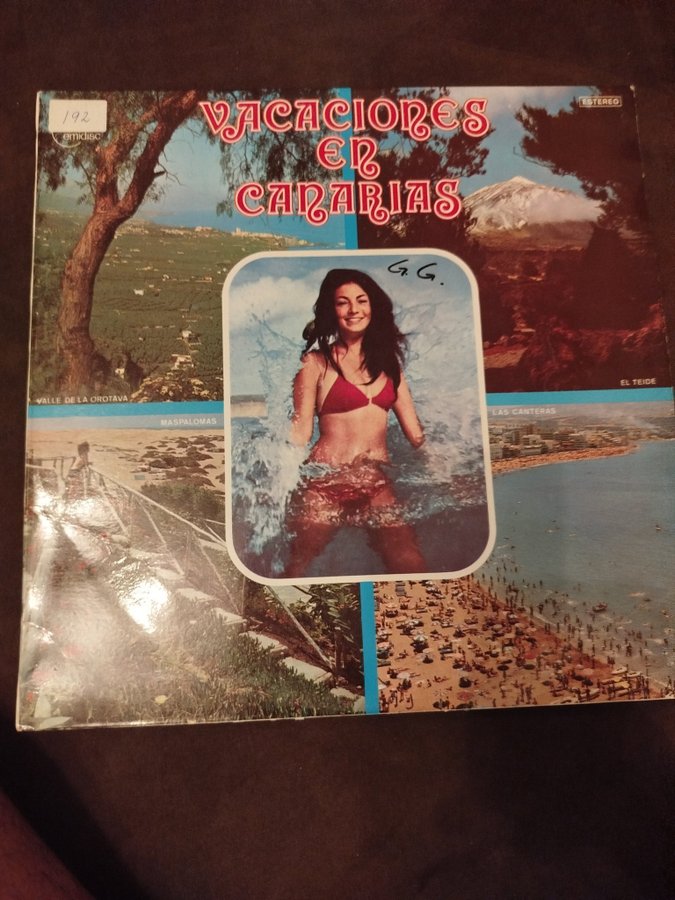 192
emidisc
VACACIONES
EN
CANARIAS
ESTEREO
G. G.
VALLE DE LA OROTAVA
EL TEIDE
MASPALOMAS
LAS CANTERAS